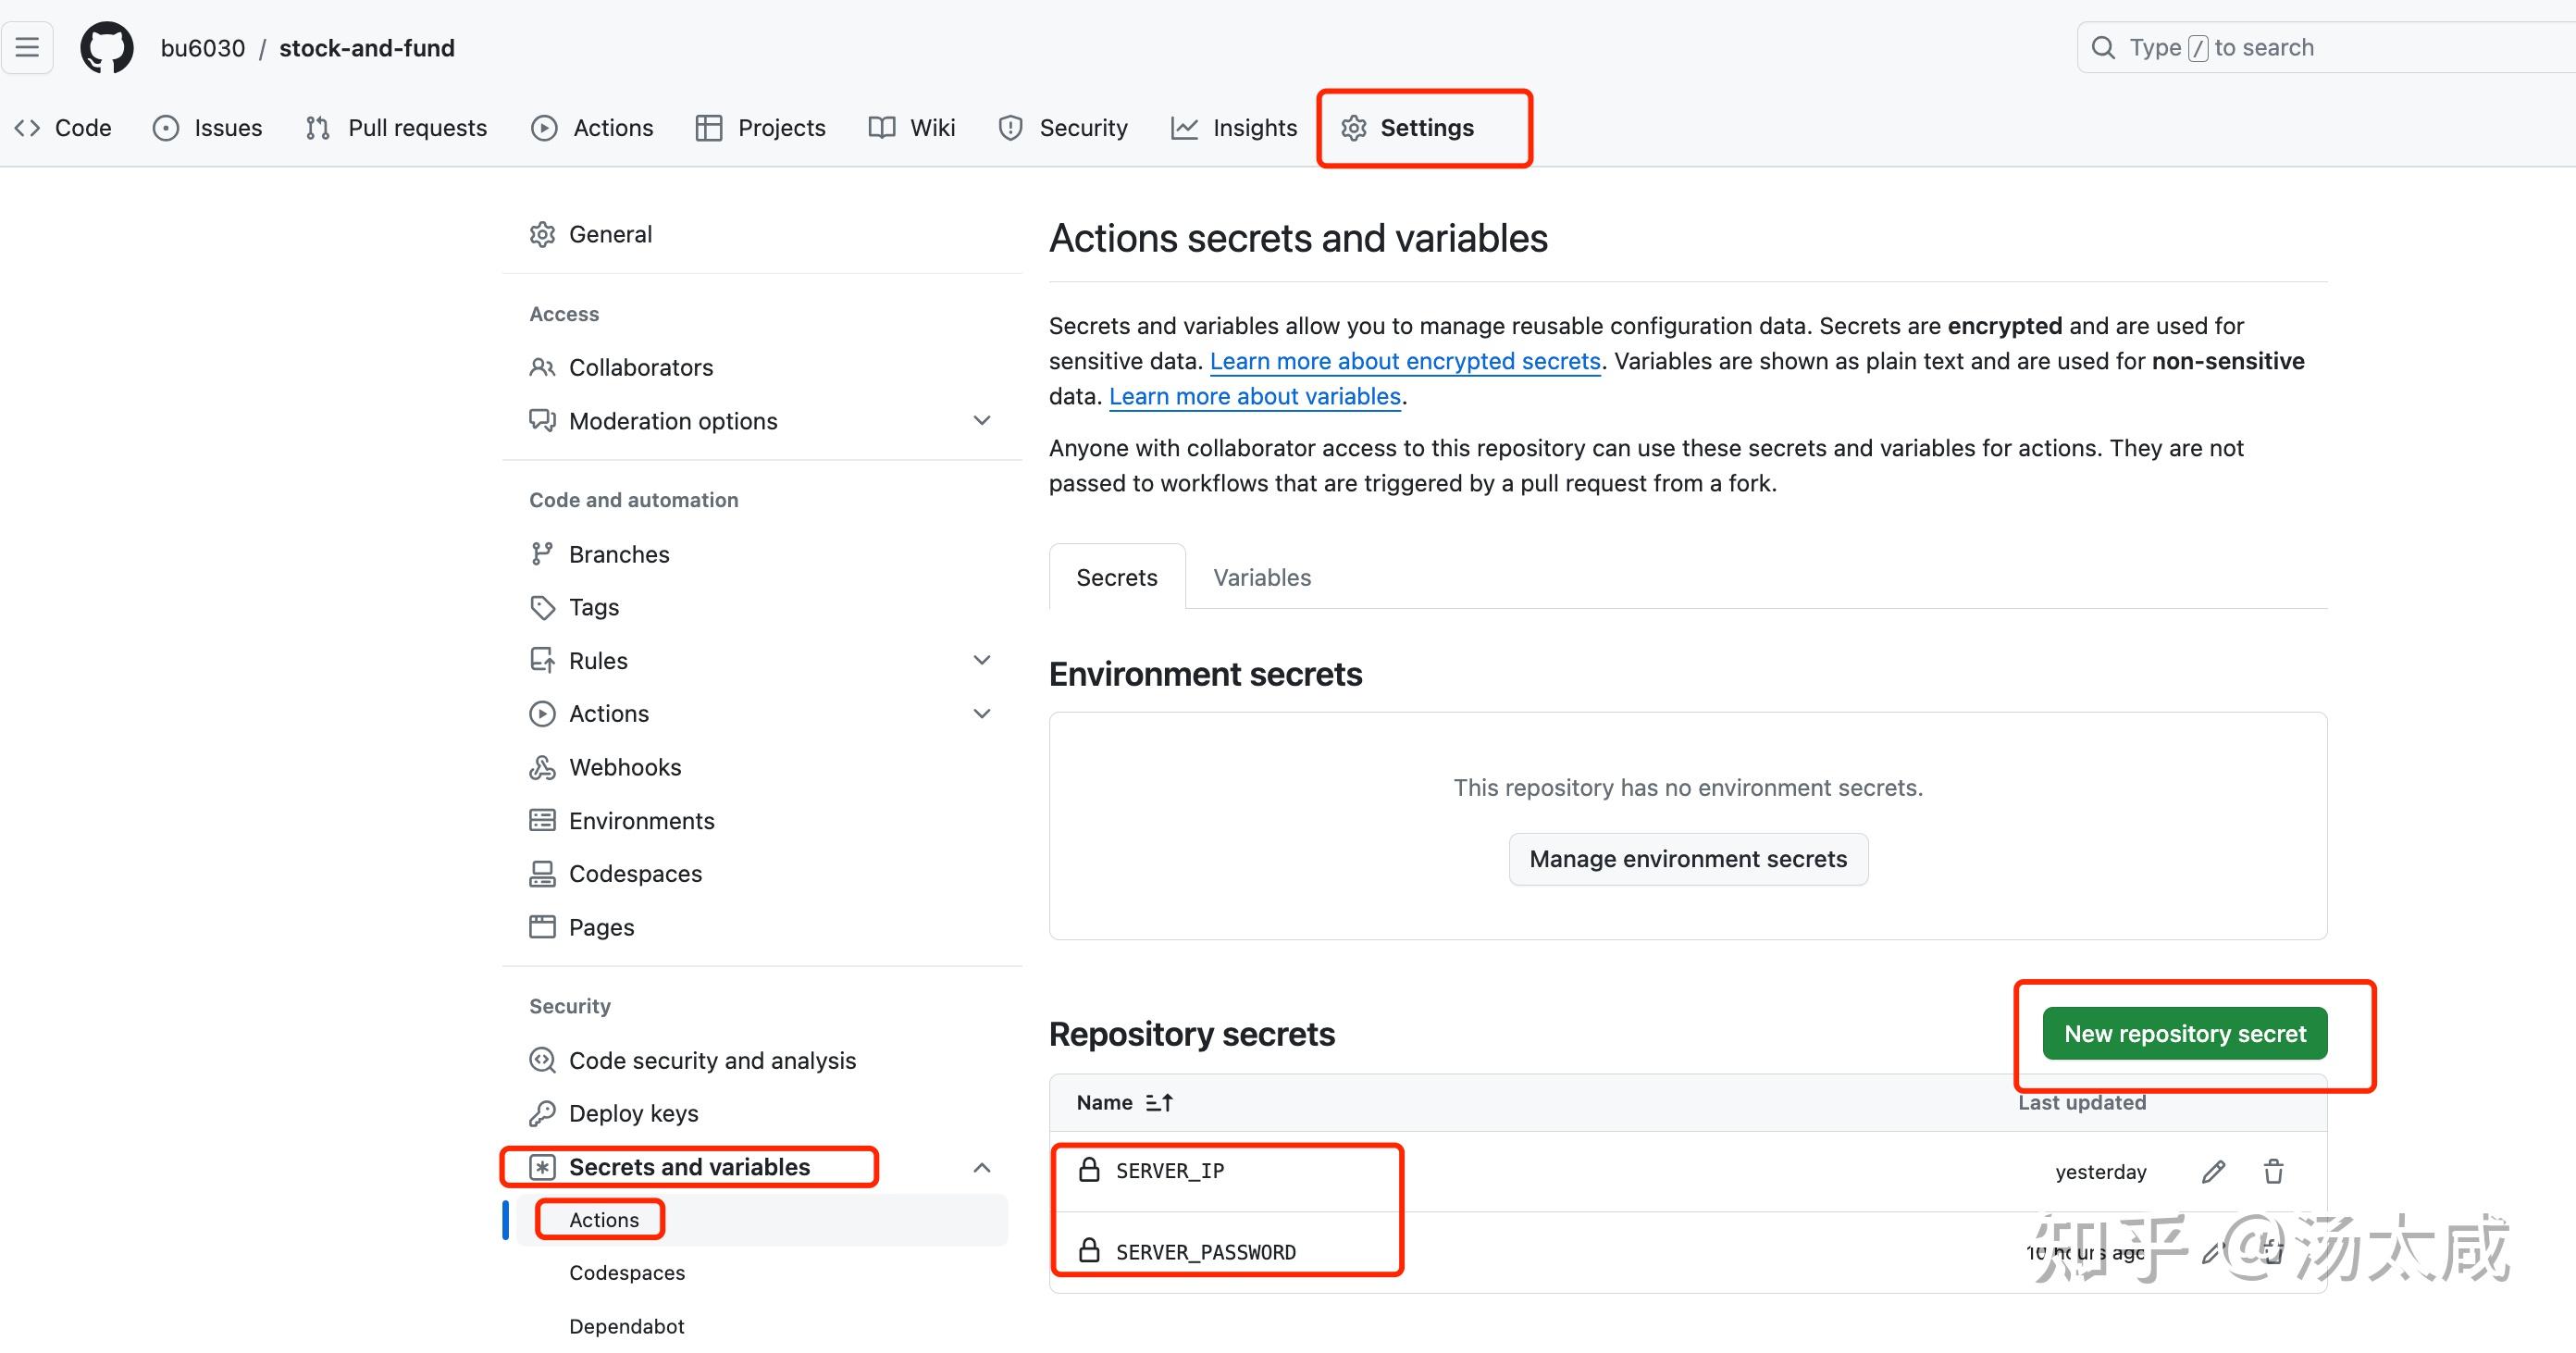 bu6030 / stock-and-fund
Type / to search
Code Issues Pull requests Actions Projects Wiki Security Insights Settings
General
Access
Collaborators
Moderation options
Code and automation
Branches
Tags
Rules
Actions
Webhooks
Environments
Codespaces
Pages
Security
Code security and analysis
Deploy keys
Secrets and variables
Actions
Codespaces
Dependabot
Actions secrets and variables
Secrets and variables allow you to manage reusable configuration data. Secrets are encrypted and are used for
sensitive data. Learn more about encrypted secrets. Variables are shown as plain text and are used for non-sensitive
data. Learn more about variables.
Anyone with collaborator access to this repository can use these secrets and variables for actions. They are not
passed to workflows that are triggered by a pull request from a fork.
Secrets Variables
Environment secrets
This repository has no environment secrets.
Manage environment secrets
Repository secrets
New repository secret
Name Last updated
SERVER_IP yesterday
SERVER_PASSWORD 10 hours ago
知乎 @汤太咸